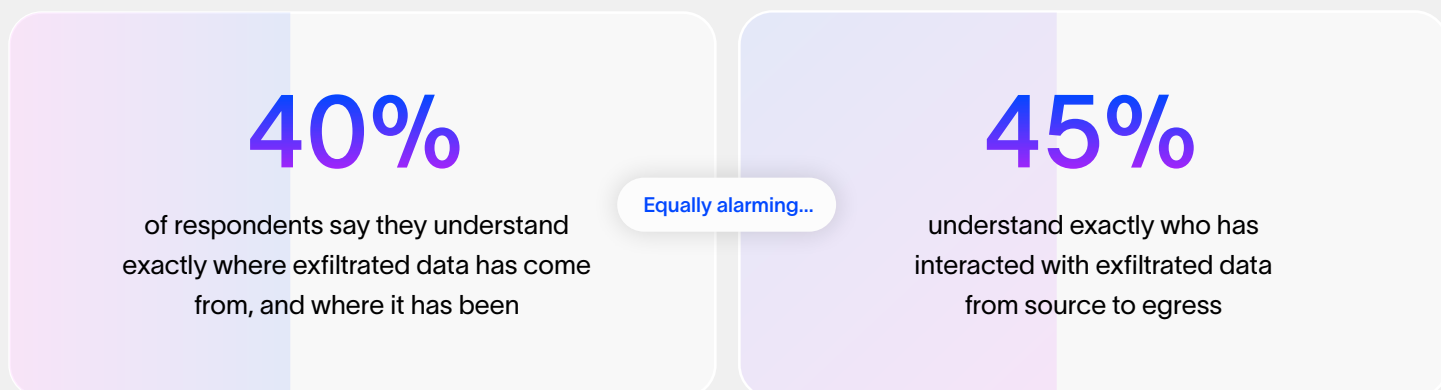 40%
of respondents say they understand
exactly where exfiltrated data has come
from, and where it has been
Equally alarming...
45%
understand exactly who has
interacted with exfiltrated data
from source to egress